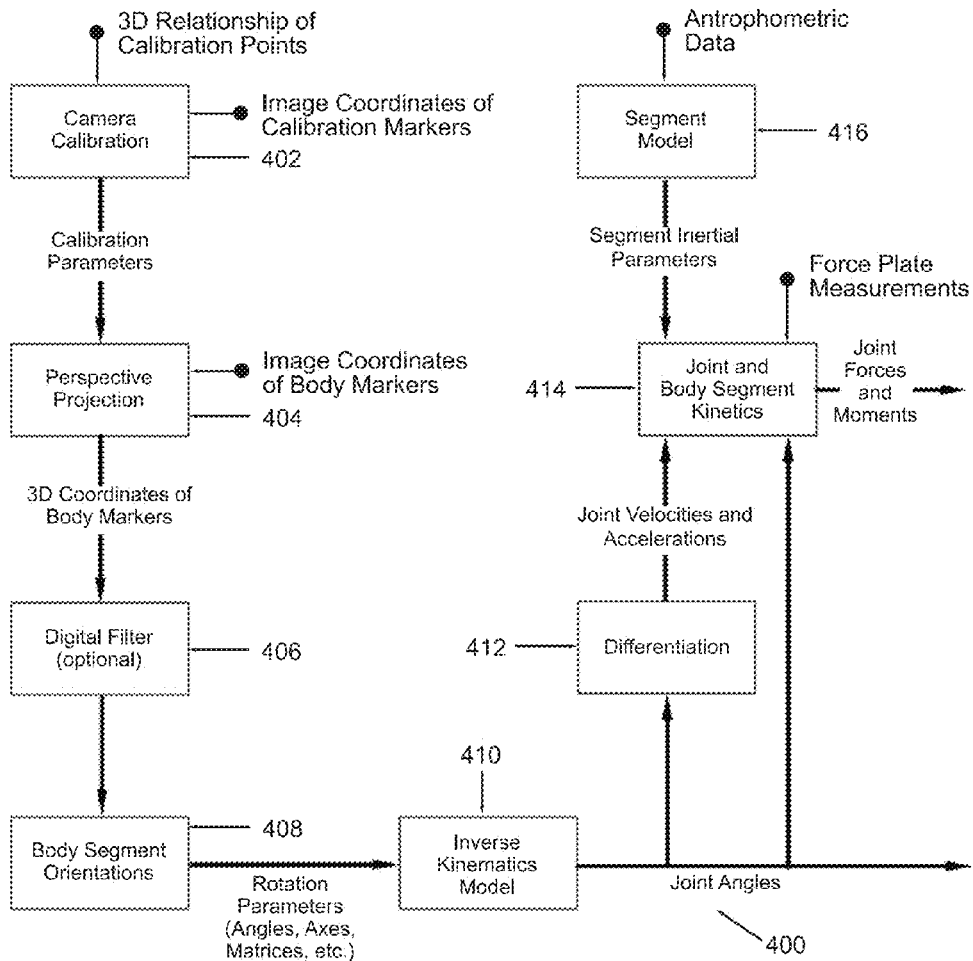 3D Relationship of
Calibration Points
Camera
Calibration
Image Coordinates of
Calibration Markers
402
Calibration
Parameters
Perspective
Projection
Image Coordinates
of Body Markers
404
3D Coordinates of
Body Markers
Digital Filter
(optional)
406
Body Segment
Orientations
408
Rotation
Parameters
(Angles, Axes,
Matrices, etc.)
410
Inverse
Kinematics
Model
Joint Angles
400
412
Differentiation
Joint Velocities and
Accelerations
Antrophometric
Data
Segment
Model
416
Segment Inertial
Parameters
Force Plate
Measurements
414
Joint and
Body Segment
Kinetics
Joint
Forces
and
Moments